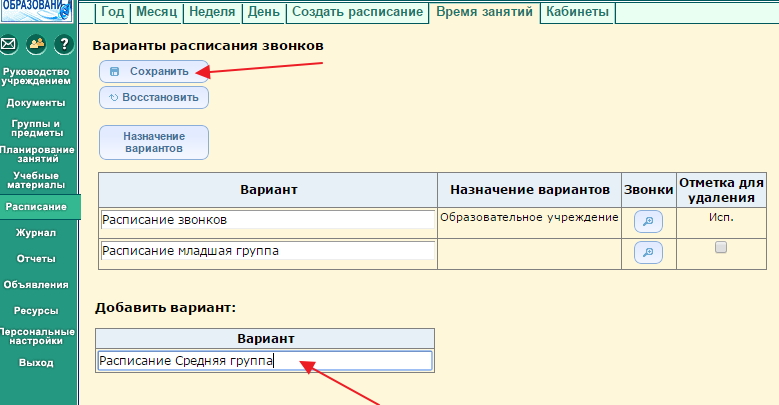 ОБРАЗОВАНИ
Год Месяц Неделя День Создать расписание Время занятий Кабинеты
Руководство
учреждением
Документы
Группы и
предметы
Планирование
занятий
Учебные
материалы
Расписание
Журнал
Отчеты
Объявления
Ресурсы
Персональные
настройки
Выход
Варианты расписания звонков
Сохранить
Восстановить
Назначение
вариантов
Вариант Назначение вариантов Звонки Отметка для
удаления
Расписание звонков Образовательное учреждение Исп.
Расписание младшая группа
Добавить вариант:
Вариант
Расписание Средняя группа